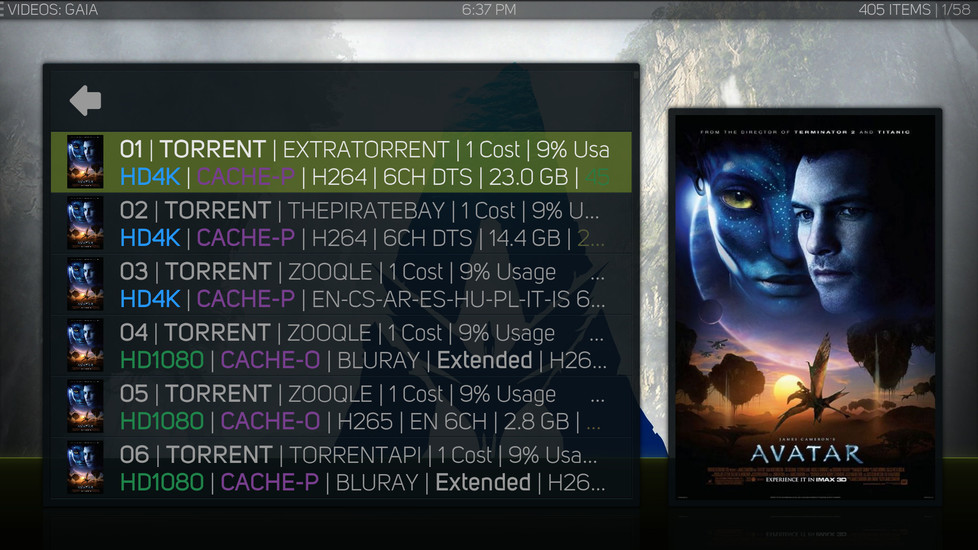 VIDEOS: GAIA
6:37 PM
405 ITEMS | 1/58
01 | TORRENT | EXTRATORRENT | 1 Cost | 9% Usa
HD4K | CACHE-P | H264 | 6CH DTS | 23.0 GB | 45
02 | TORRENT | THEPIRATEBAY | 1 Cost | 9% U...
HD4K | CACHE-P | H264 | 6CH DTS | 14.4 GB | 2...
03 | TORRENT | ZOOQLE | 1 Cost | 9% Usage ...
HD4K | CACHE-P | EN-CS-AR-ES-HU-PL-IT-IS 6...
04 | TORRENT | ZOOQLE | 1 Cost | 9% Usage ...
HD1080 | CACHE-O | BLURAY | Extended | H26...
05 | TORRENT | ZOOQLE | 1 Cost | 9% Usage ...
HD1080 | CACHE-O | H265 | EN 6CH | 2.8 GB | ...
06 | TORRENT | TORRENTAPI | 1 Cost | 9% Usa...
HD1080 | CACHE-P | BLURAY | Extended | H26...
FROM THE DIRECTOR OF TERMINATOR 2 AND TITANIC
JAMES CAMERON'S
AVATAR
EXPERIENCE IT IN IMAX 3D